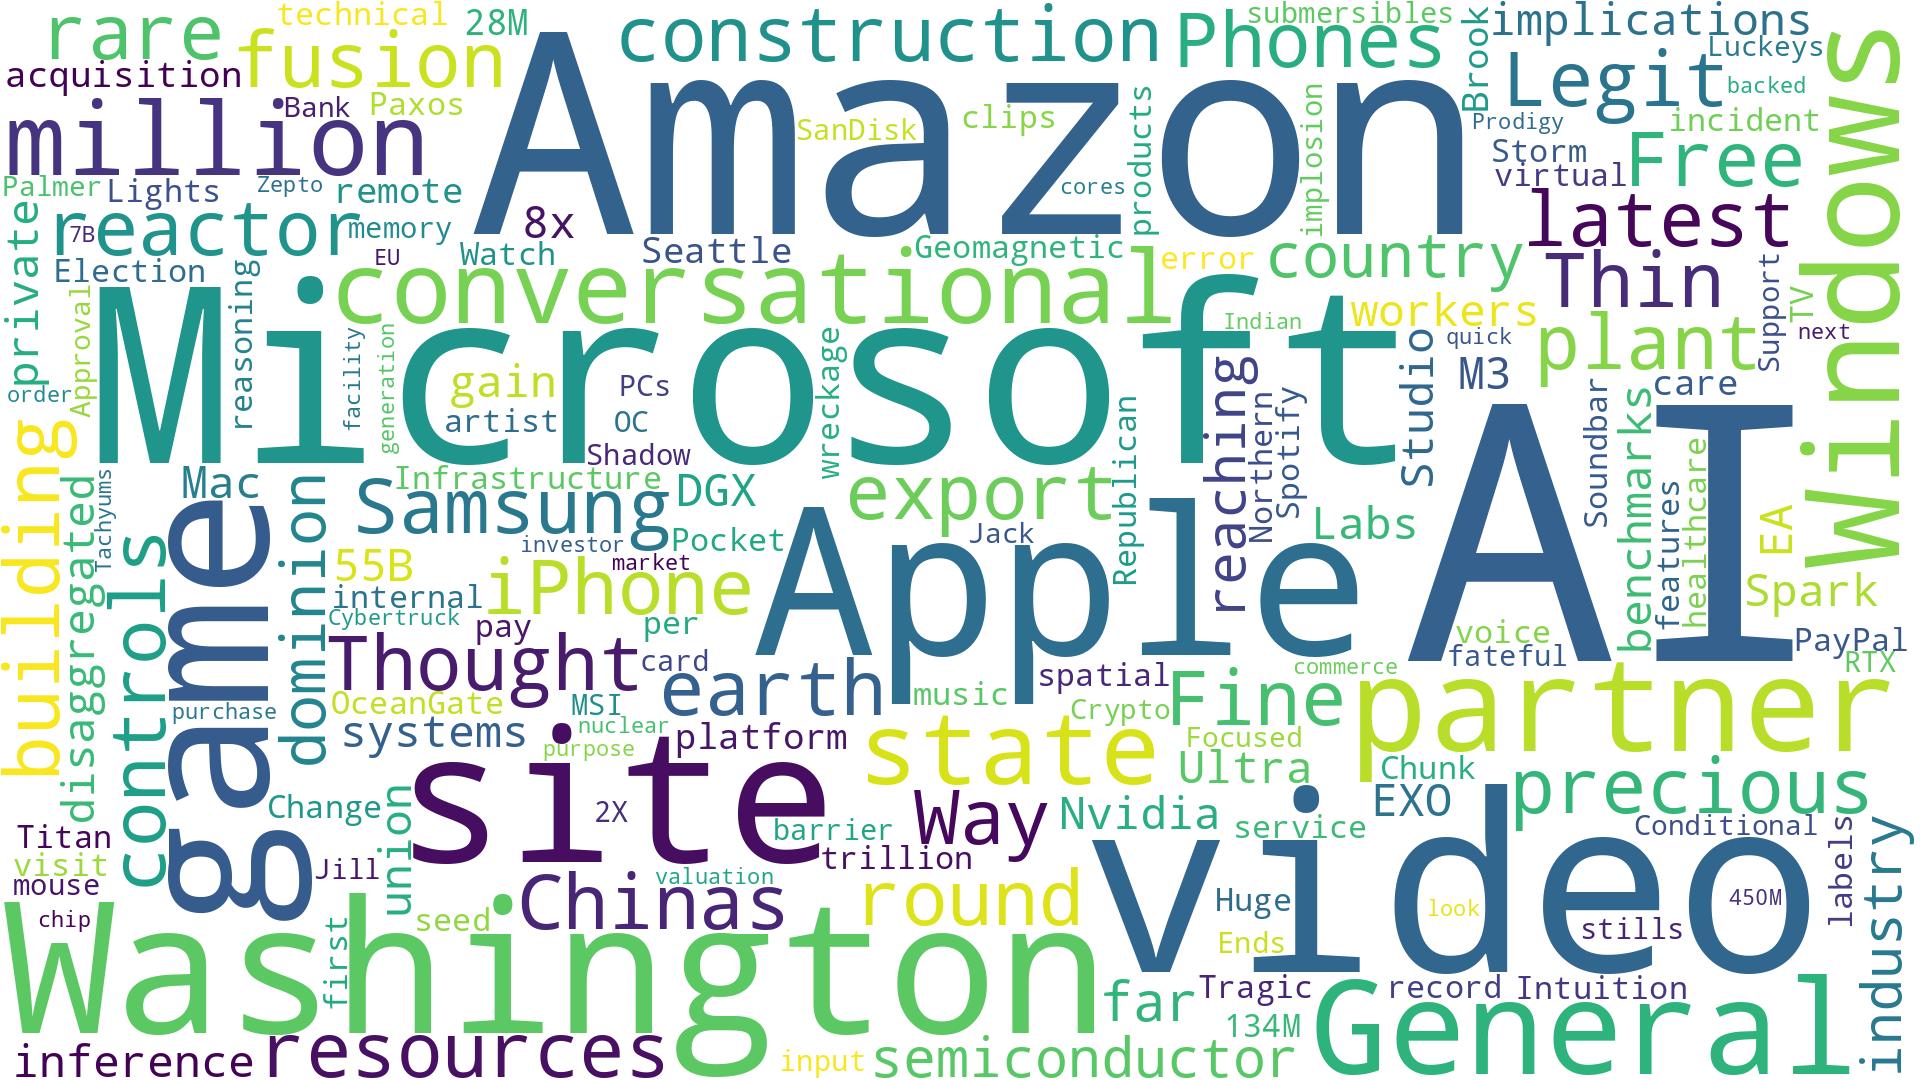 rare
technical
28M
construction
Phones
submersibles
Brook
implications
Luckeys
Windows
acquisition
fusion
Amazon
Legit
backed
million
Bank
Paxos
SanDisk
clips
products
implosion
Prodigy
incident
Storm
Free
virtual
Palmer
Lights
Zepto
remote
cores
latest
private
reactor
7B
memory
8x
EU
Watch
Seattle
Geomagnetic
error
country
Thin
Support
TV
Election
reasoning
conversational
Indian
workers
plant
next
order
Approval
Microsoft
facility
generation
gain
PCs
artist
OC
wreckage
Shadow
Republican
reaching
Northern
Spotify
Studio
quick
M3
care
AI
Soundbar
benchmarks
features
healthcare
EA
building
disaggregated
Tachyums
Mac
controls
game
dominion
Infrastructure
Samsung
DGX
export
Jack
Labs
investor
Pocket
market
Apple
55B
iPhone
internal
Cybertruck
pay
per
Spark
voice
fateful
PayPal
RTX
Thought
card
earth
spatial
commerce
OceanGate
MSI
music
Crypto
Fine
partner
purchase
systems
nuclear
purpose
platform
state
Focused
Ultra
Chunk
precious
site
Change
2X
Way
Nvidia
EXO
service
Conditional
Titan
visit
mouse
barrier
trillion
video
labels
industry
Jill
union
valuation
Chinas
round
Huge
look
450M
chip
Washington
first
seed
Ends
stills
far
Tragic
record
Intuition
General
134M
inference
resources
input
semiconductor